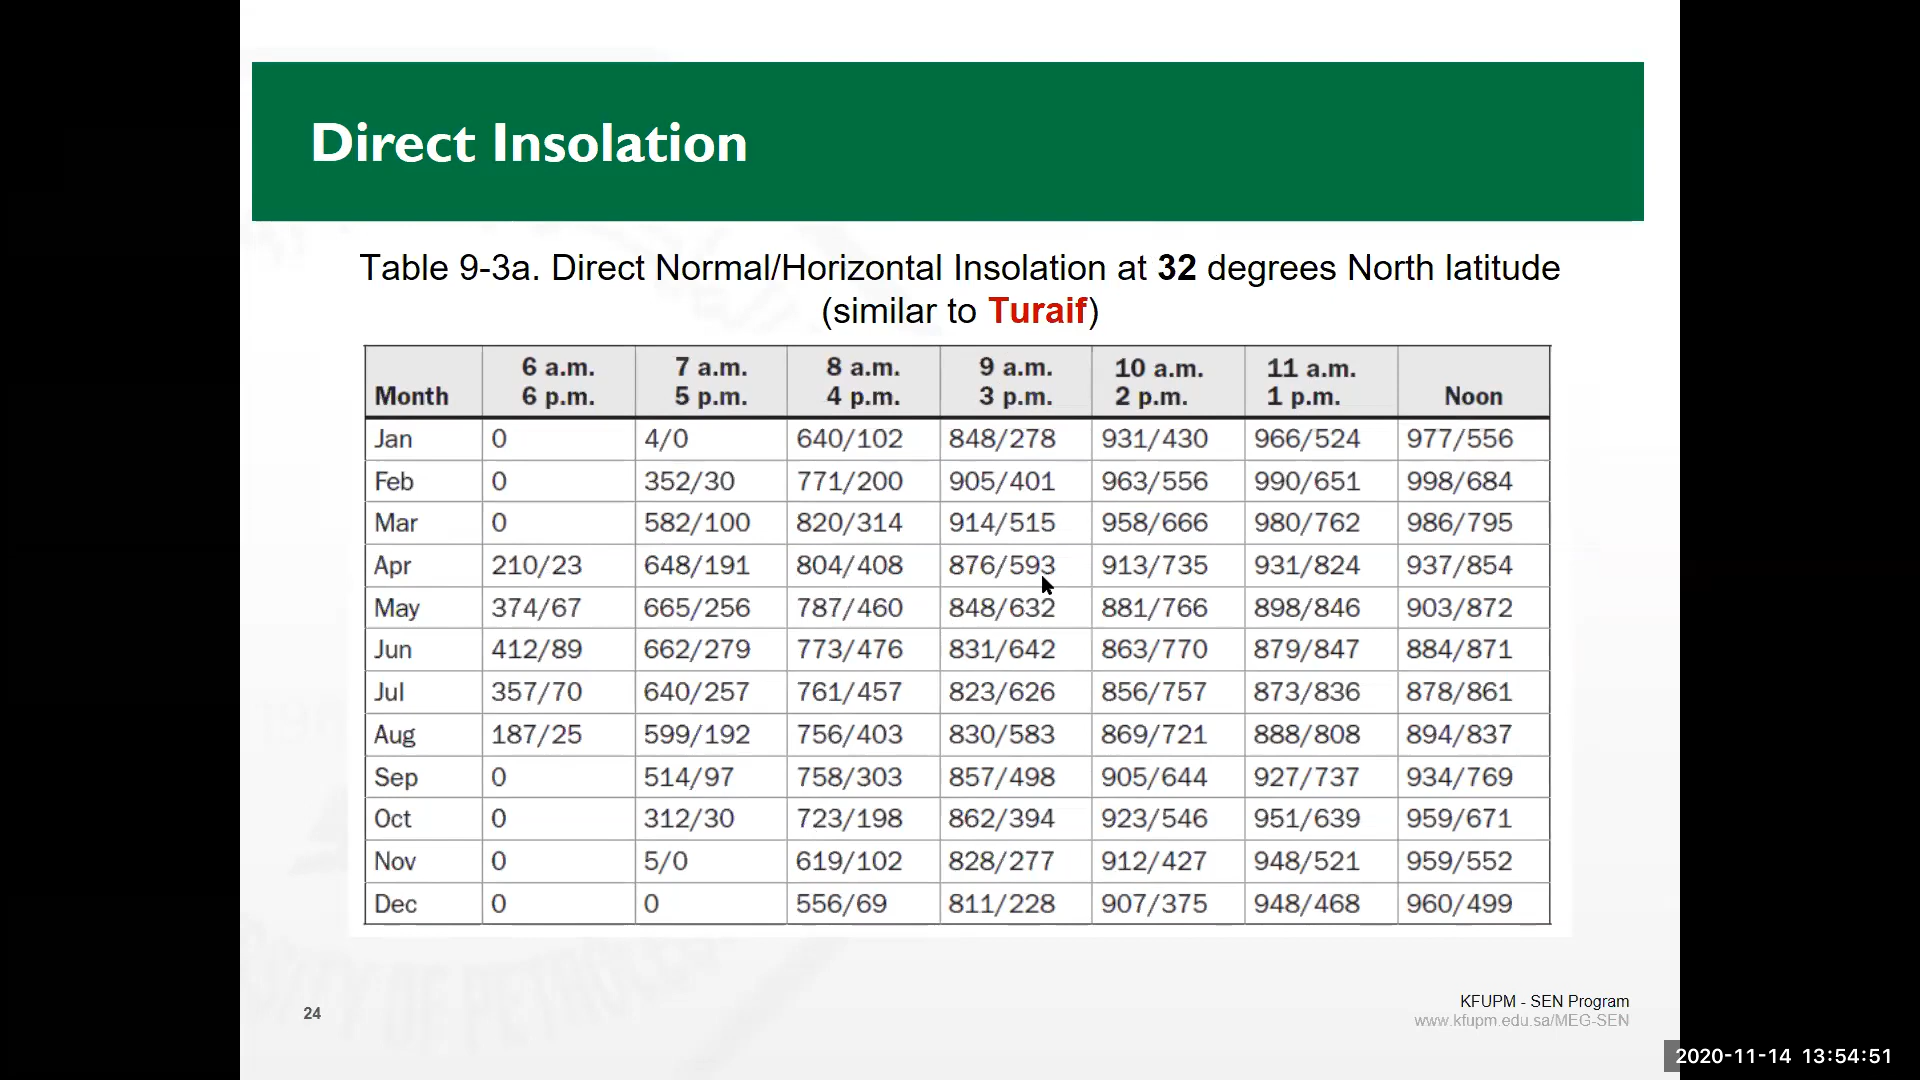 Direct Insolation
Table 9-3a. Direct Normal/Horizontal Insolation at 32 degrees North latitude
(similar to Turaif)
Month 6 a.m. 6 p.m. 7 a.m. 5 p.m. 8 a.m. 4 p.m. 9 a.m. 3 p.m. 10 a.m. 2 p.m. 11 a.m. 1 p.m. Noon
Jan 0 4/0 640/102 848/278 931/430 966/524 977/556
Feb 0 352/30 771/200 905/401 963/556 990/651 998/684
Mar 0 582/100 820/314 914/515 958/666 980/762 986/795
Apr 210/23 648/191 804/408 876/593 913/735 931/824 937/854
May 374/67 665/256 787/460 848/632 881/766 898/846 903/872
Jun 412/89 662/279 773/476 831/642 863/770 879/847 884/871
Jul 357/70 640/257 761/457 823/626 856/757 873/836 878/861
Aug 187/25 599/192 756/403 830/583 869/721 888/808 894/837
Sep 0 514/97 758/303 857/498 905/644 927/737 934/769
Oct 0 312/30 723/198 862/394 923/546 951/639 959/671
Nov 0 5/0 619/102 828/277 912/427 948/521 959/552
Dec 0 0 556/69 811/228 907/375 948/468 960/499
24
KFUPM - SEN Program
www.kfupm.edu.sa/MEG-SEN
2020-11-14 13:54:51